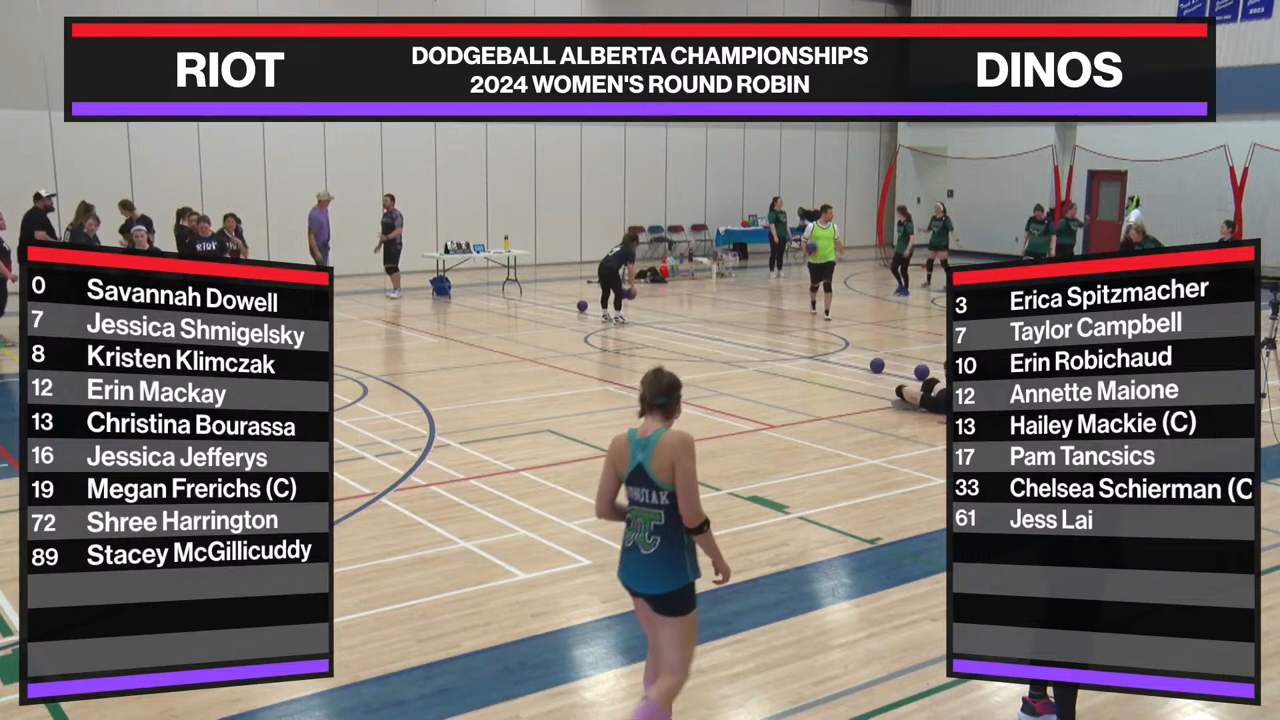 RIOT
DODGEBALL ALBERTA CHAMPIONSHIPS
2024 WOMEN'S ROUND ROBIN
DINOS
0 Savannah Dowell
7 Jessica Shmigelsky
8 Kristen Klimczak
12 Erin Mackay
13 Christina Bourassa
16 Jessica Jefferys
19 Megan Frerichs (C)
72 Shree Harrington
89 Stacey McGillicuddy
3 Erica Spitzmacher
7 Taylor Campbell
10 Erin Robichaud
12 Annette Maione
13 Hailey Mackie (C)
17 Pam Tancsics
33 Chelsea Schierman (C
61 Jess Lai
RIOT